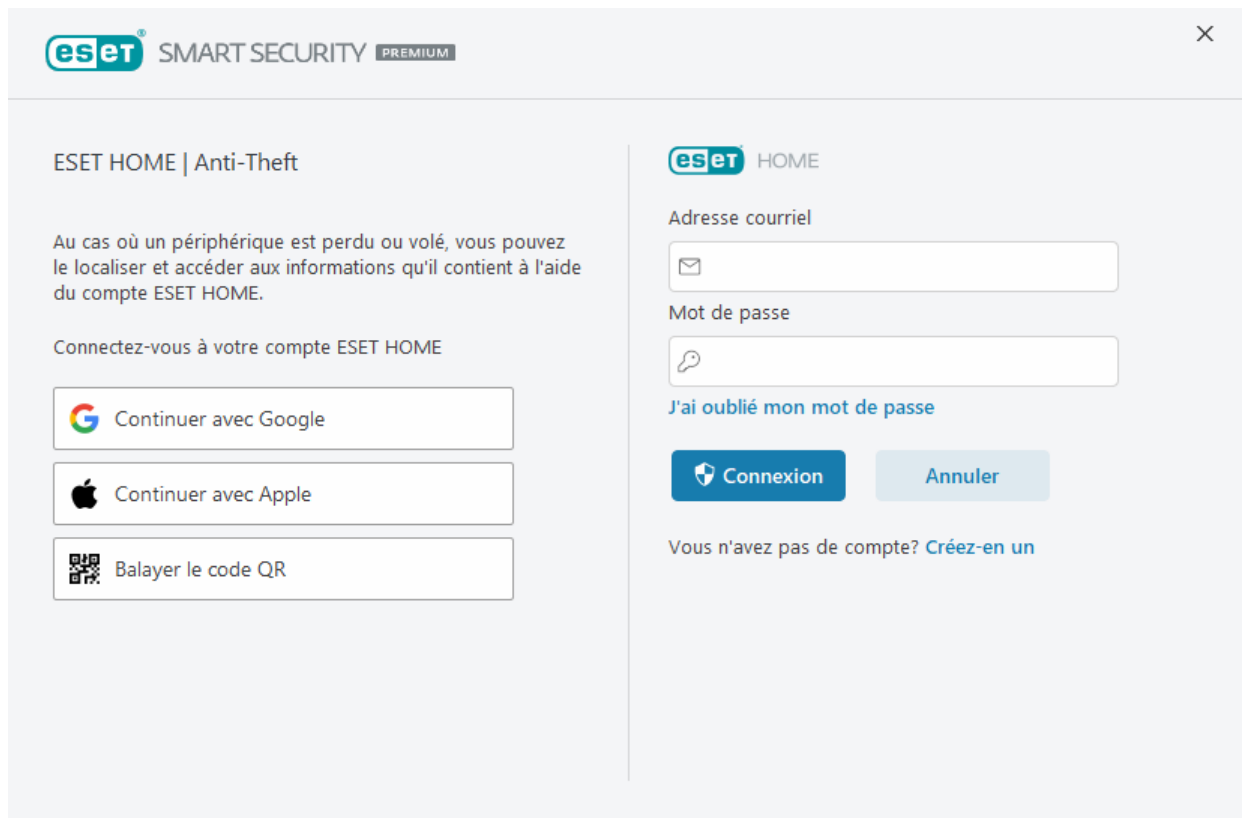 eset® SMART SECURITY PREMIUM
ESET HOME | Anti-Theft
Au cas où un périphérique est perdu ou volé, vous pouvez
le localiser et accéder aux informations qu'il contient à l'aide
du compte ESET HOME.
Connectez-vous à votre compte ESET HOME
Continuer avec Google
Continuer avec Apple
Balayer le code QR
eset HOME
Adresse courriel
Mot de passe
J'ai oublié mon mot de passe
Connexion
Annuler
Vous n'avez pas de compte? Créez-en un